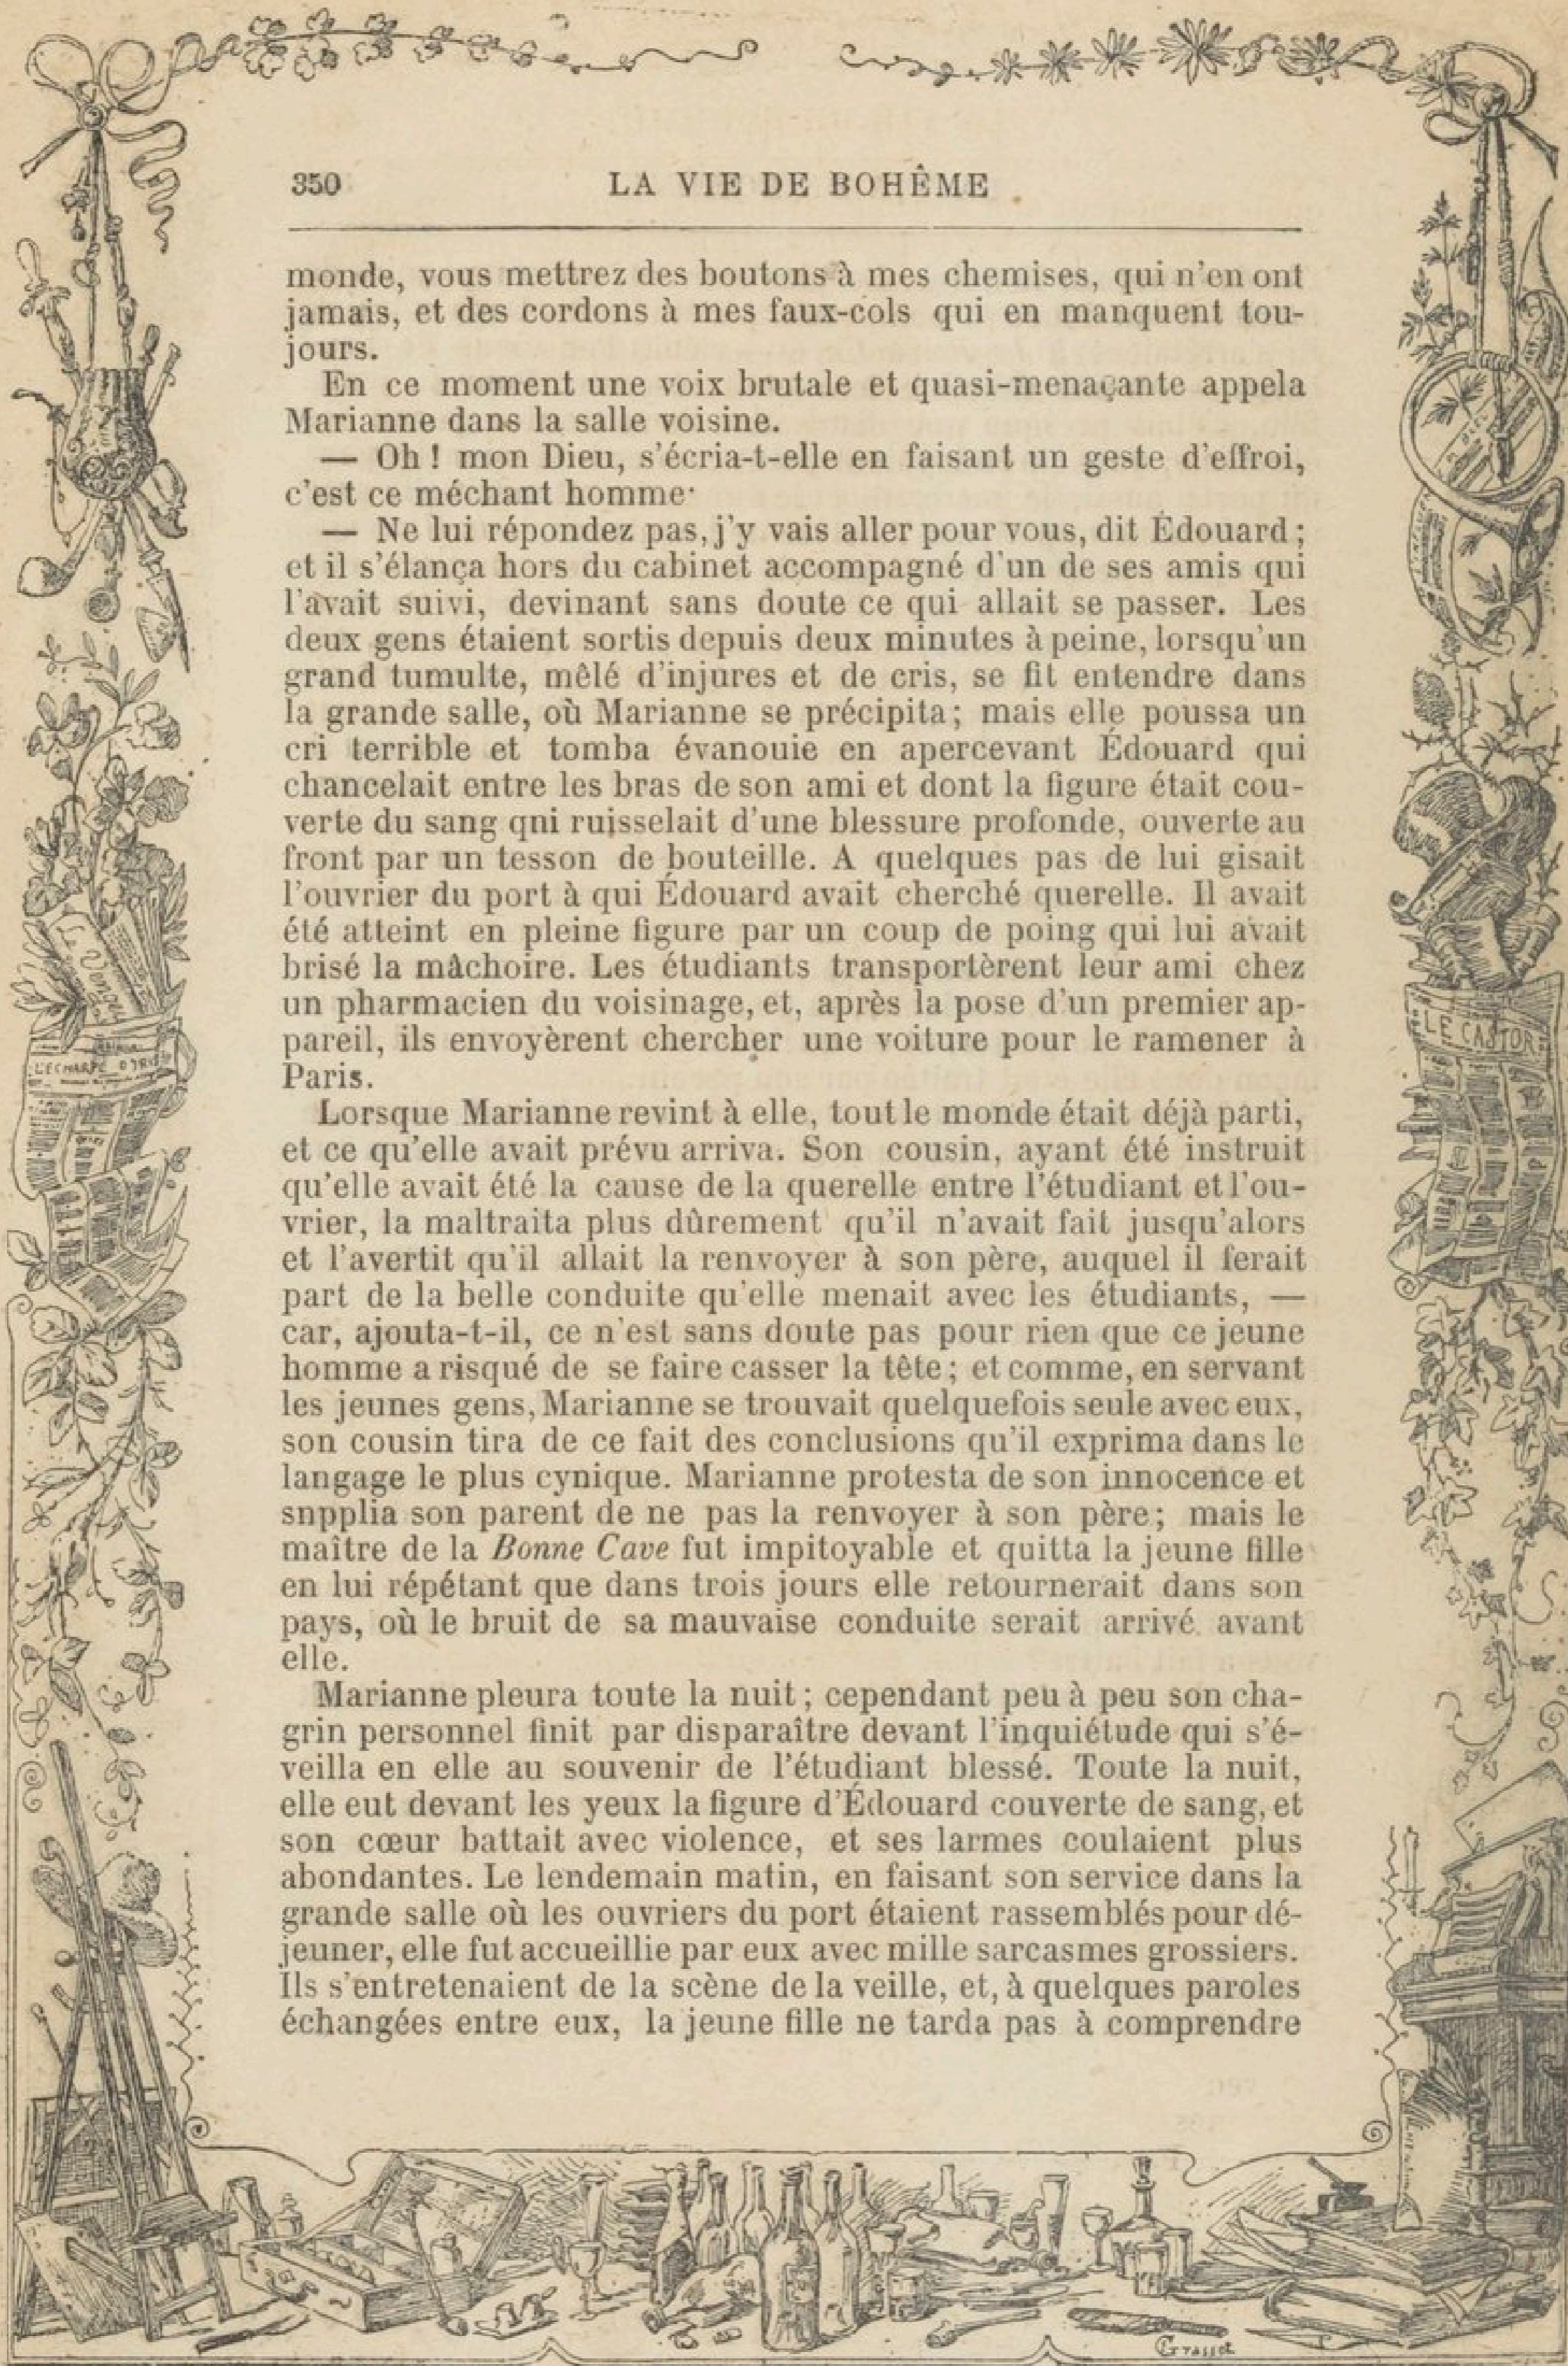 350
LA VIE DE BOHÊME
monde, vous mettrez des boutons à mes chemises, qui n'en ont
jamais, et des cordons à mes faux-cols qui en manquent tou-
jours.
En ce moment une voix brutale et quasi-menaçante appela
Marianne dans la salle voisine.
— Oh ! mon Dieu, s'écria-t-elle en faisant un geste d'effroi,
c'est ce méchant homme·
— Ne lui répondez pas, j'y vais aller pour vous, dit Édouard ;
et il s'élança hors du cabinet accompagné d'un de ses amis qui
l'avait suivi, devinant sans doute ce qui allait se passer. Les
deux gens étaient sortis depuis deux minutes à peine, lorsqu'un
grand tumulte, mêlé d'injures et de cris, se fit entendre dans
la grande salle, où Marianne se précipita; mais elle poussa un
cri terrible et tomba évanouie en apercevant Édouard qui
chancelait entre les bras de son ami et dont la figure était cou-
verte du sang qni ruisselait d'une blessure profonde, ouverte au
front par un tesson de bouteille. A quelques pas de lui gisait
l'ouvrier du port à qui Édouard avait cherché querelle. Il avait
été atteint en pleine figure par un coup de poing qui lui avait
brisé la mâchoire. Les étudiants transportèrent leur ami chez
un pharmacien du voisinage, et, après la pose d'un premier ap-
pareil, ils envoyèrent chercher une voiture pour le ramener à
Paris.
Lorsque Marianne revint à elle, tout le monde était déjà parti,
et ce qu'elle avait prévu arriva. Son cousin, ayant été instruit
qu'elle avait été la cause de la querelle entre l'étudiant et l'ou-
vrier, la maltraita plus dûrement qu'il n'avait fait jusqu'alors
et l'avertit qu'il allait la renvoyer à son père, auquel il ferait
part de la belle conduite qu'elle menait avec les étudiants, —
car, ajouta-t-il, ce n'est sans doute pas pour rien que ce jeune
homme a risqué de se faire casser la tête ; et comme, en servant
les jeunes gens, Marianne se trouvait quelquefois seule avec eux,
son cousin tira de ce fait des conclusions qu'il exprima dans le
langage le plus cynique. Marianne protesta de son innocence et
snpplia son parent de ne pas la renvoyer à son père; mais le
maître de la Bonne Cave fut impitoyable et quitta la jeune fille
en lui répétant que dans trois jours elle retournerait dans son
pays, où le bruit de sa mauvaise conduite serait arrivé avant
elle.
Marianne pleura toute la nuit ; cependant peu à peu son cha-
grin personnel finit par disparaître devant l'inquiétude qui s'é-
veilla en elle au souvenir de l'étudiant blessé. Toute la nuit,
elle eut devant les yeux la figure d'Édouard couverte de sang, et
son cœur battait avec violence, et ses larmes coulaient plus
abondantes. Le lendemain matin, en faisant son service dans la
grande salle où les ouvriers du port étaient rassemblés pour dé-
jeuner, elle fut accueillie par eux avec mille sarcasmes grossiers.
Ils s'entretenaient de la scène de la veille, et, à quelques paroles
échangées entre eux, la jeune fille ne tarda pas à comprendre
L'ÉCHARPE D'IRIS
LE CASTOR
Grasset